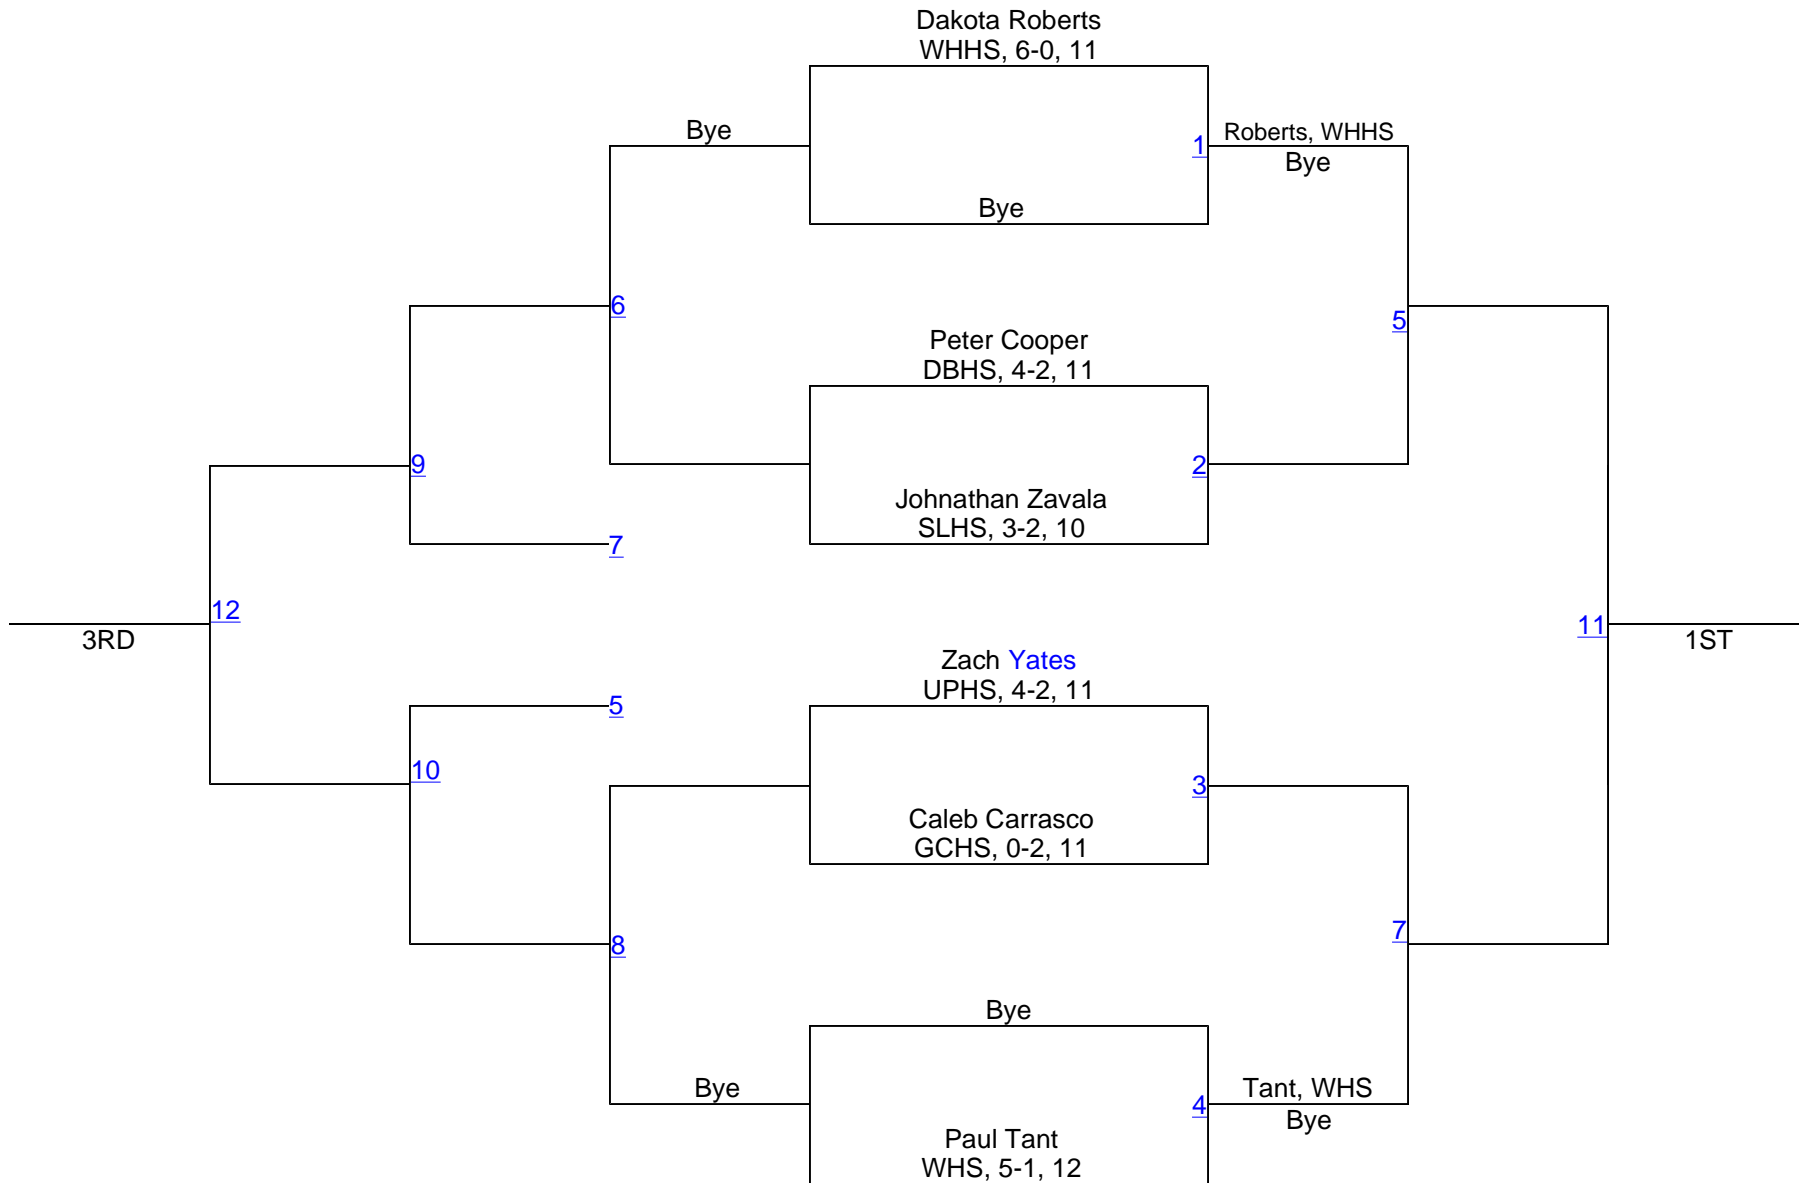 Dakota Roberts
WHHS, 6-0, 11
Bye
1
Roberts, WHHS
Bye
Bye
6
5
Peter Cooper
DBHS, 4-2, 11
9
2
Johnathan Zavala
SLHS, 3-2, 10
7
12
3RD
11
1ST
Zach Yates
UPHS, 4-2, 11
5
10
3
Caleb Carrasco
GCHS, 0-2, 11
8
7
Bye
Bye
4
Tant, WHS
Bye
Paul Tant
WHS, 5-1, 12